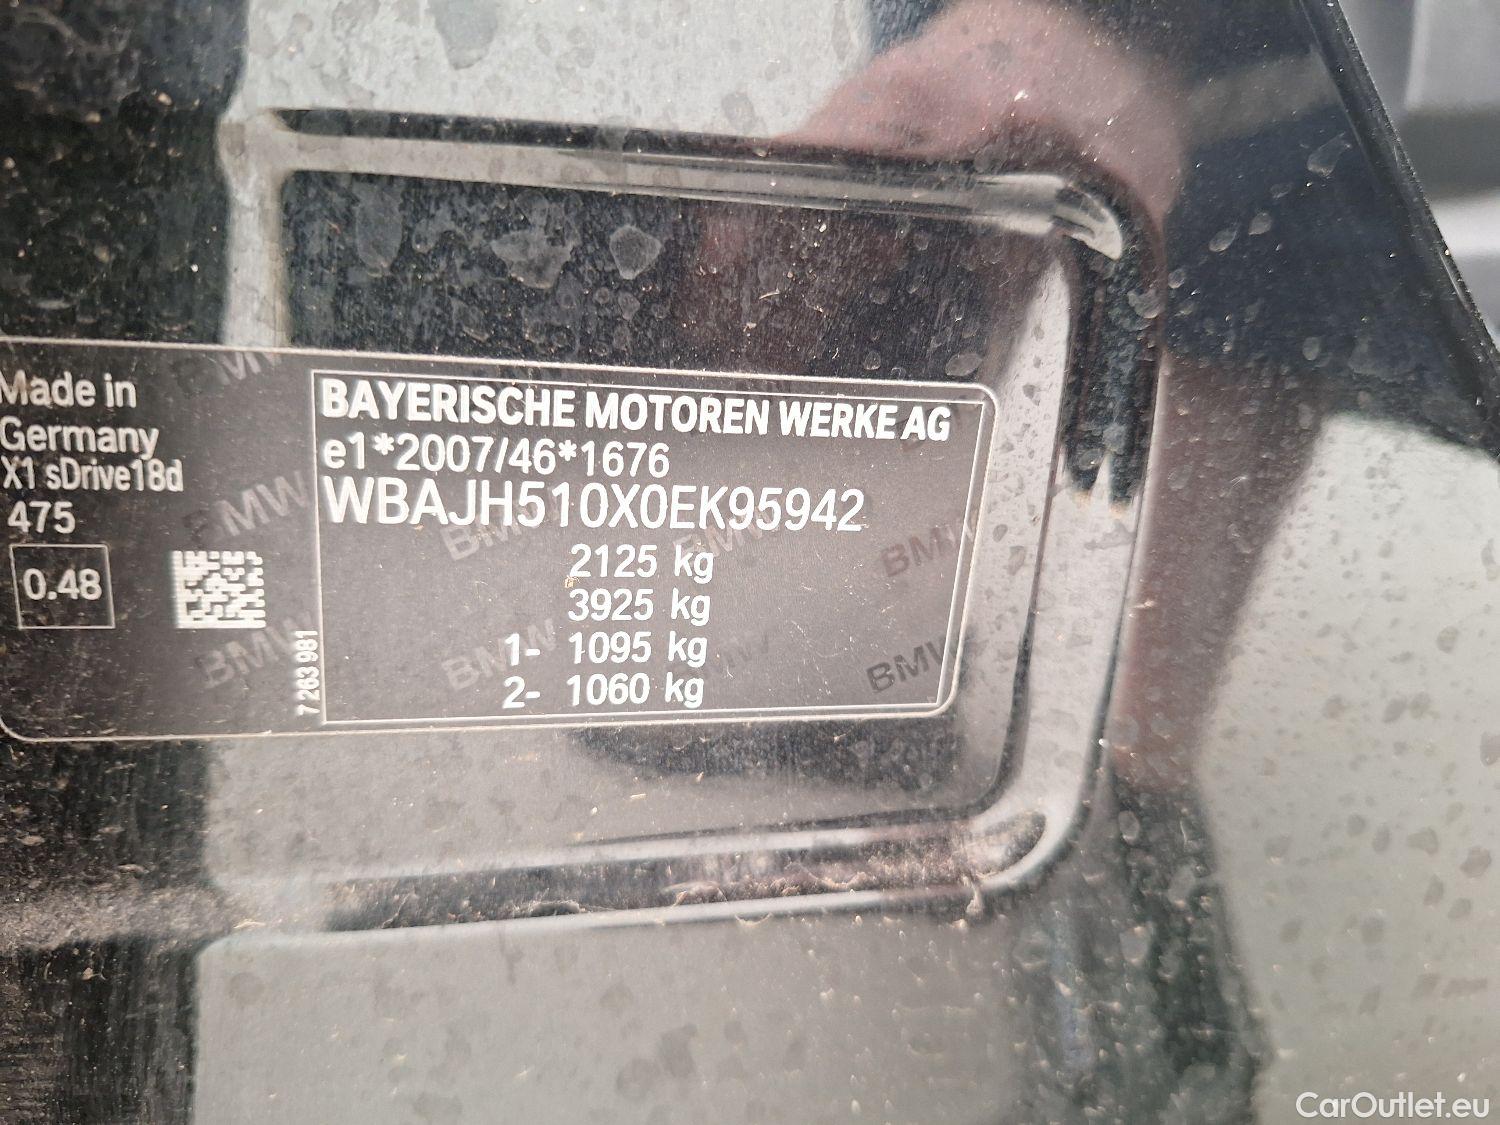 Made in
Germany
X1 sDrive18d
475
0.48
7 263 981
BAYERISCHE MOTOREN WERKE AG
e1*2007/46*1676
WBAJH510X0EK95942
2125 kg
3925 kg
1- 1095 kg
2- 1060 kg
BMW BMW BMW BMW
BMW BMW BMW BMW
CarOutlet.eu